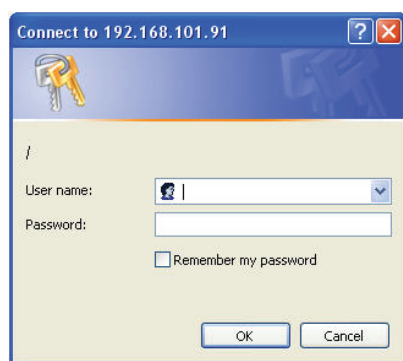 Connect to 192.168.101.91
/
User name:
Password:
Remember my password
OK Cancel